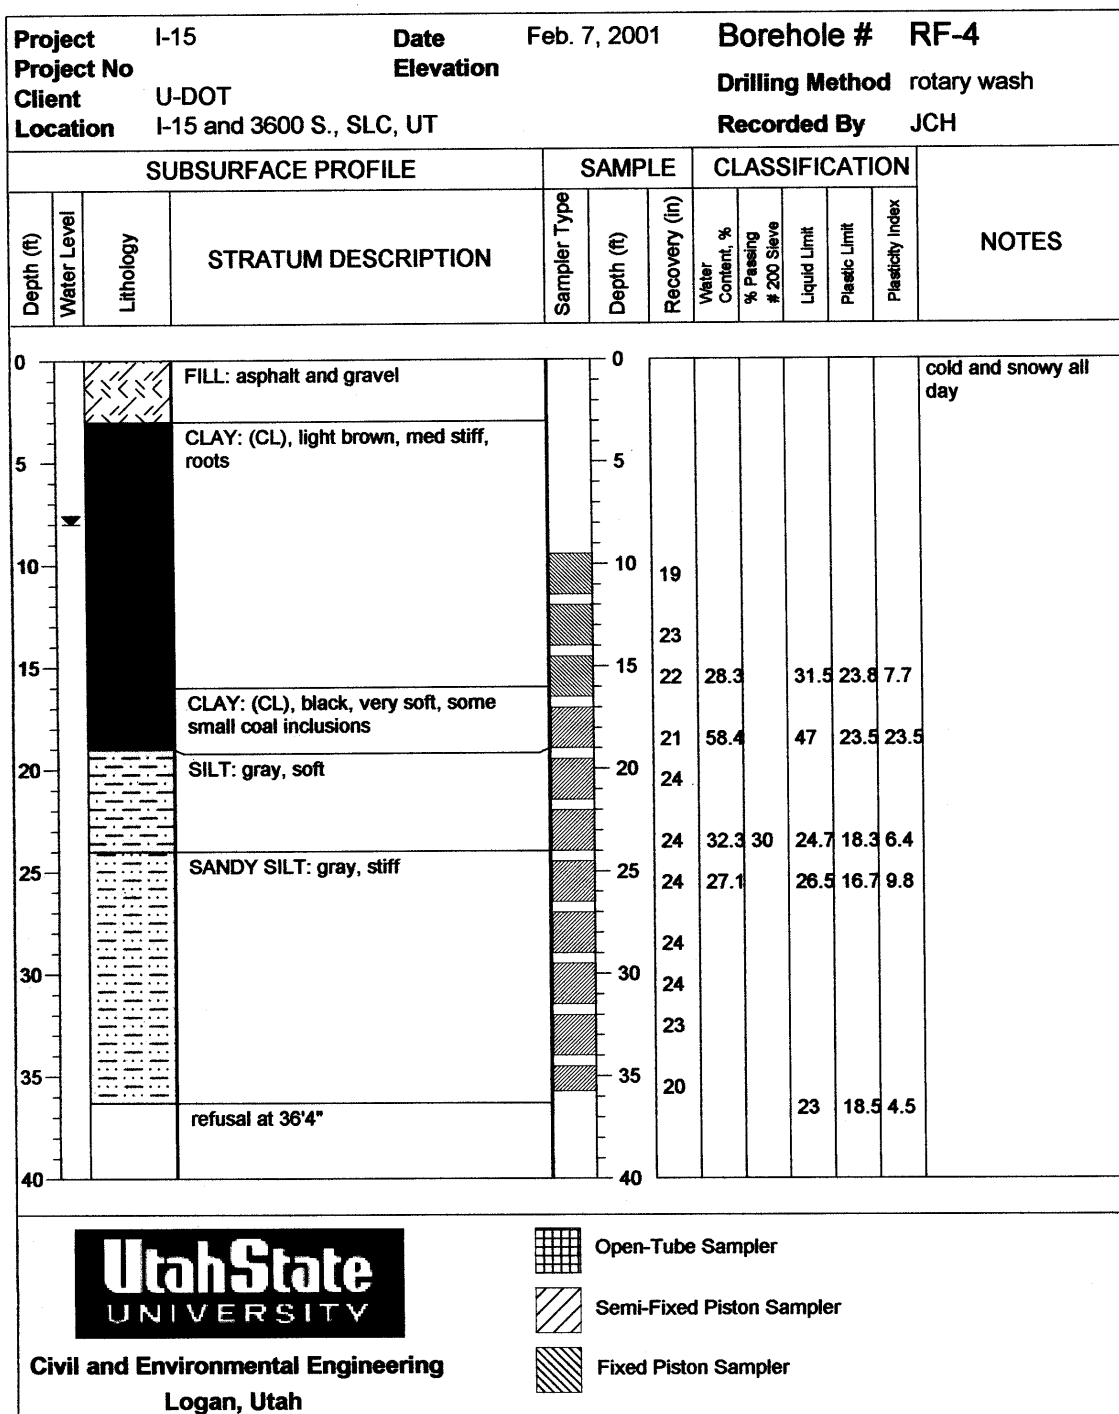 Project I-15 Date Feb. 7, 2001 Borehole # RF-4
Project No Elevation
Drilling Method rotary wash
Client U-DOT
Location I-15 and 3600 S., SLC, UT Recorded By JCH
SUBSURFACE PROFILE SAMPLE CLASSIFICATION
Depth (ft)
Water Level
Lithology
STRATUM DESCRIPTION
Sampler Type
Depth (ft)
Recovery (in)
Water
Content, %
% Passing
# 200 Sieve
Liquid Limit
Plastic Limit
Plasticity Index
NOTES
0 FILL: asphalt and gravel 0 cold and snowy all
day
CLAY: (CL), light brown, med stiff,
roots
5 5
10 10 19
23
15 15 22 28.3 31.5 23.8 7.7
CLAY: (CL), black, very soft, some
small coal inclusions
21 58.4 47 23.5 23.5
20 SILT: gray, soft 20 24
24 32.3 30 24.7 18.3 6.4
25 SANDY SILT: gray, stiff 25 24 27.1 26.5 16.7 9.8
24
30 30 24
23
35 35 20
refusal at 36'4" 23 18.5 4.5
40 40
UtahState
UNIVERSITY
Civil and Environmental Engineering
Logan, Utah
Open-Tube Sampler
Semi-Fixed Piston Sampler
Fixed Piston Sampler